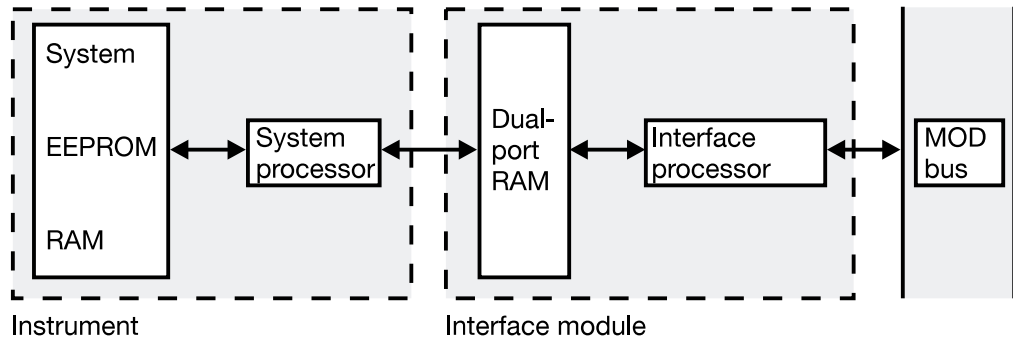 System
EEPROM
RAM
System
processor
Dual-
port
RAM
Interface
processor
MOD
bus
Instrument
Interface module